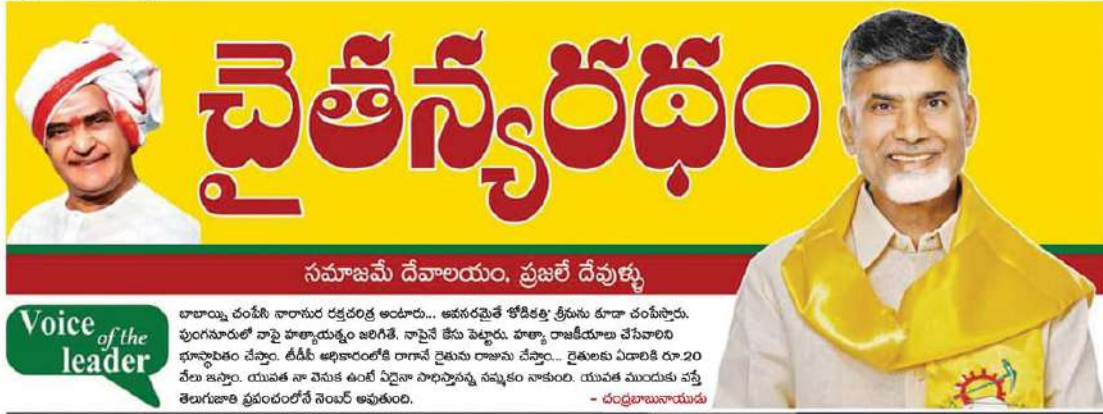 చైతన్యరథం
సమాజమే దేవాలయం, ప్రజలే దేవుళ్ళు
Voice
of the
leader
బాబాయ్ని చంపేసి నారాసుర రక్తచరిత్ర అంటారు... అవసరమైతే 'కోడికత్తి' శ్రీనును కూడా చంపేస్తారు.
పుంగనూరులో నాపై హత్యాయత్నం జరిగితే, నాపైనే కేసు పెట్టారు. హత్యా రాజకీయాలు చేసేవారిని
భూస్థాపితం చేస్తాం. టీడీపీ అధికారంలోకి రాగానే రైతును రాజును చేస్తాం... రైతులకు ఏడాదికి రూ.20
వేలు ఇస్తాం. యువత నా వెనుక ఉంటే ఏదైనా సాధిస్తానన్న నమ్మకం నాకుంది. యువత ముందుకు వస్తే
తెలుగుజాతి ప్రపంచంలోనే నెంబర్ అవుతుంది.
- చంద్రబాబునాయుడు